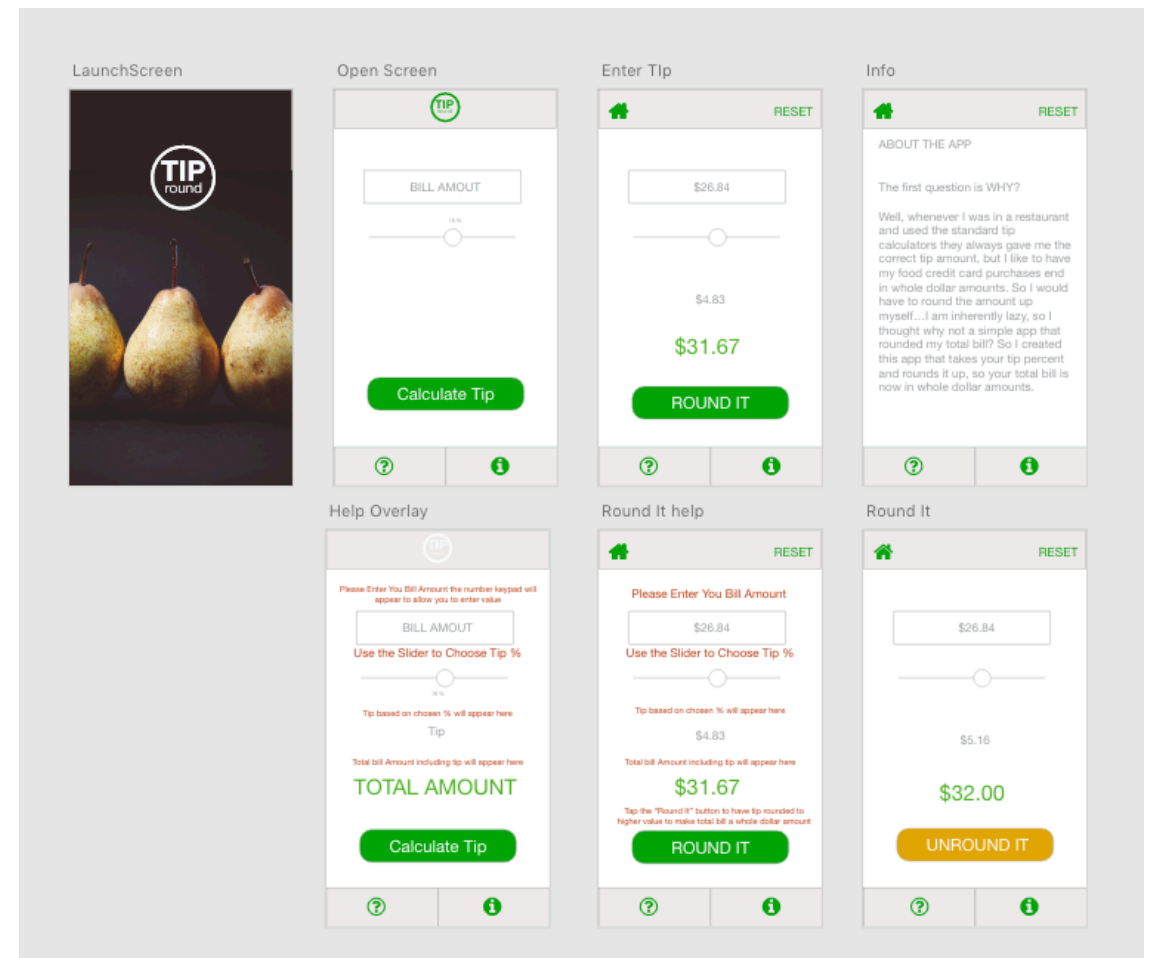 LaunchScreen
TIP
round
Open Screen
TIP
round
BILL AMOUT
18 %
Calculate Tip
Enter TIp
RESET
$26.84
$4.83
$31.67
ROUND IT
Info
RESET
ABOUT THE APP
The first question is WHY?
Well, whenever I was in a restaurant
and used the standard tip
calculators they always gave me the
correct tip amount, but I like to have
my food credit card purchases end
in whole dollar amounts. So I would
have to round the amount up
myself…I am inherently lazy, so I
thought why not a simple app that
rounded my total bill? So I created
this app that takes your tip percent
and rounds it up, so your total bill is
now in whole dollar amounts.
Help Overlay
TIP
Please Enter You Bill Amount the number keypad will
appear to allow you to enter value
BILL AMOUT
Use the Slider to Choose Tip %
Tip based on chosen % will appear here
Tip
Total bill Amount including tip will appear here
TOTAL AMOUNT
Calculate Tip
Round It help
RESET
Please Enter You Bill Amount
$26.84
Use the Slider to Choose Tip %
Tip based on chosen % will appear here
$4.83
Total bill Amount including tip will appear here
$31.67
Tap the "Round It" button to have tip rounded to
higher value to make total bill a whole dollar amount
ROUND IT
Round It
RESET
$26.84
$5.16
$32.00
UNROUND IT